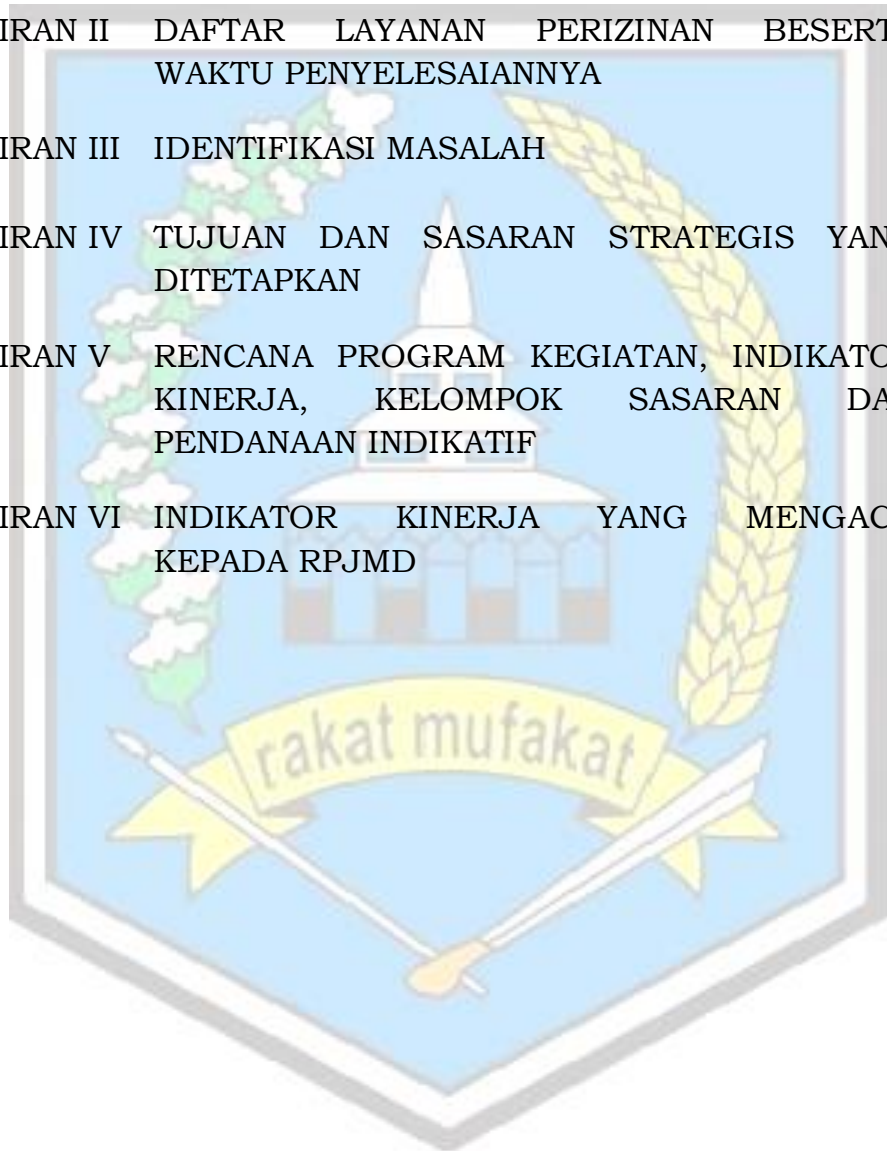 IRAN II DAFTAR LAYANAN PERIZINAN BESERT
WAKTU PENYELESAIANNYA
IRAN III IDENTIFIKASI MASALAH
IRAN IV TUJUAN DAN SASARAN STRATEGIS YAN
DITETAPKAN
IRAN V RENCANA PROGRAM KEGIATAN, INDIKATO
KINERJA, KELOMPOK SASARAN DA
PENDANAAN INDIKATIF
IRAN VI INDIKATOR KINERJA YANG MENGAC
KEPADA RPJMD
rakat mufakat